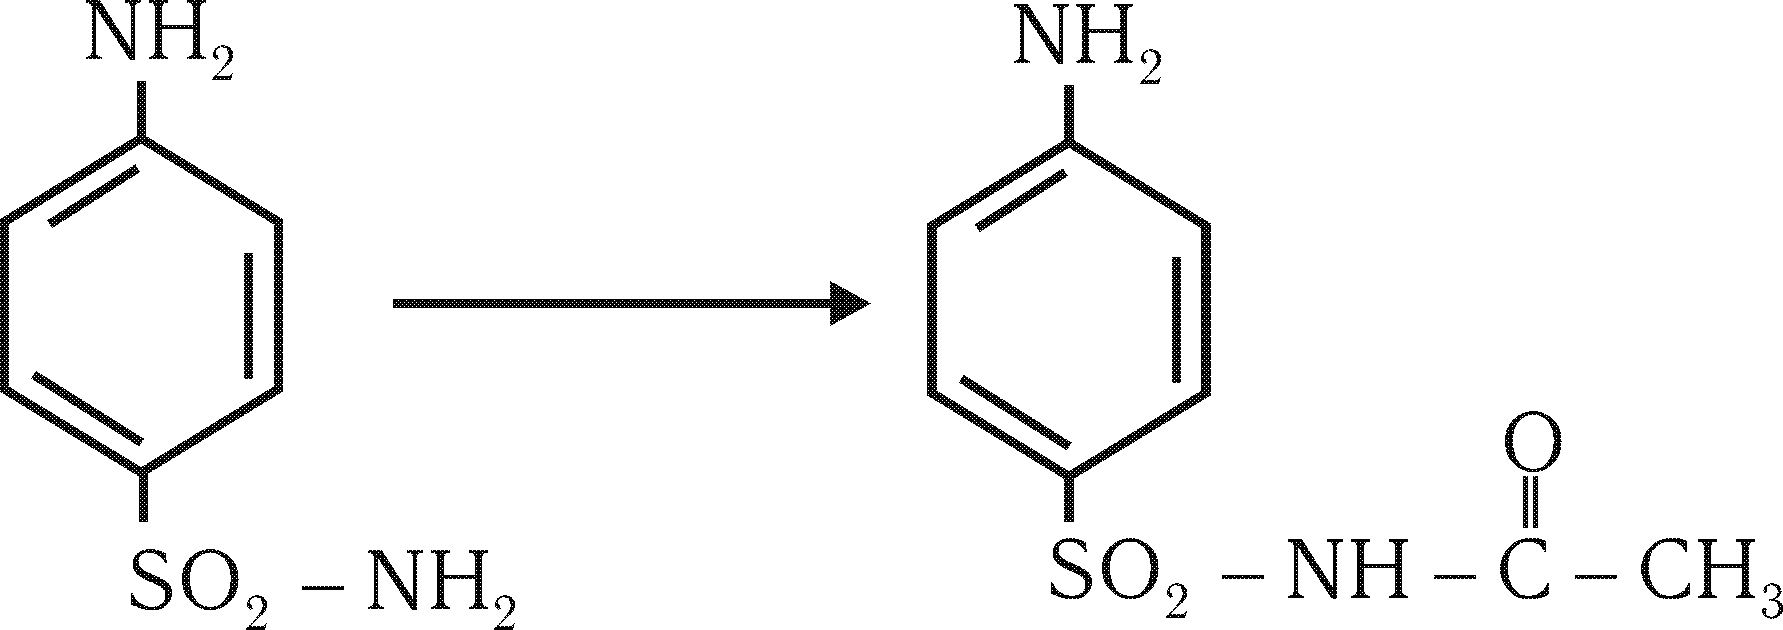 NH₂ NH₂
O
SO₂ – NH₂ SO₂ – NH – C – CH₃